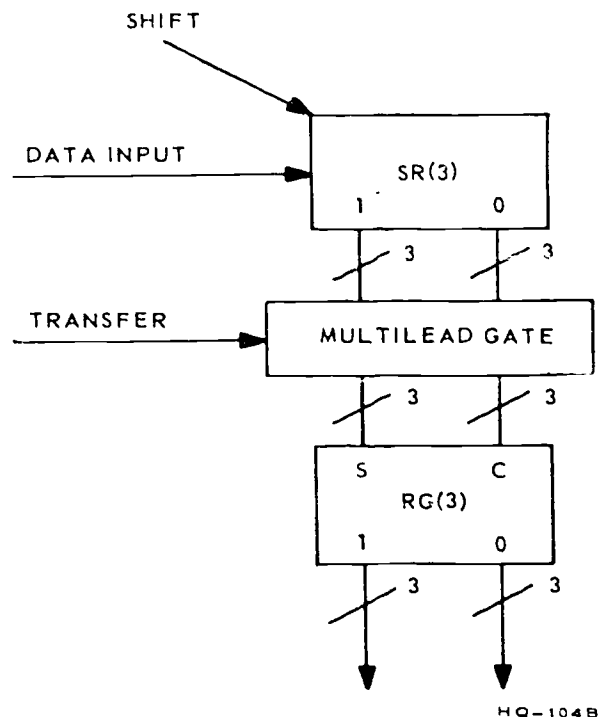 SHIFT
DATA INPUT
SR(3)
1 0
3 3
TRANSFER
MULTILEAD GATE
3 3
S C
RG(3)
1 0
3 3
HQ-104B